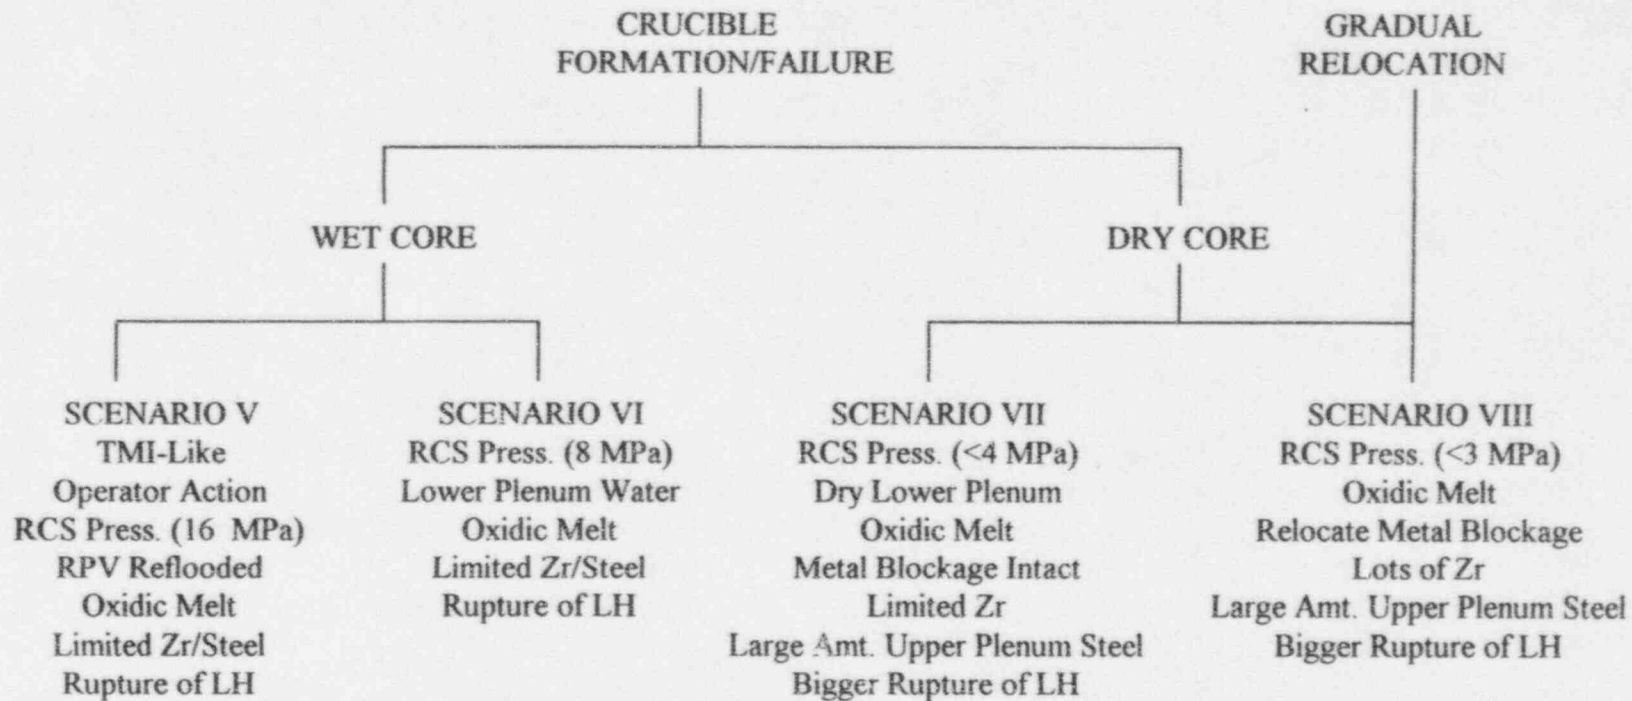 CRUCIBLE
FORMATION/FAILURE
GRADUAL
RELOCATION
WET CORE
DRY CORE
SCENARIO V
TMI-Like
Operator Action
RCS Press. (16 MPa)
RPV Reflooded
Oxidic Melt
Limited Zr/Steel
Rupture of LH
SCENARIO VI
RCS Press. (8 MPa)
Lower Plenum Water
Oxidic Melt
Limited Zr/Steel
Rupture of LH
SCENARIO VII
RCS Press. (<4 MPa)
Dry Lower Plenum
Oxidic Melt
Metal Blockage Intact
Limited Zr
Large Amt. Upper Plenum Steel
Bigger Rupture of LH
SCENARIO VIII
RCS Press. (<3 MPa)
Oxidic Melt
Relocate Metal Blockage
Lots of Zr
Large Amt. Upper Plenum Steel
Bigger Rupture of LH